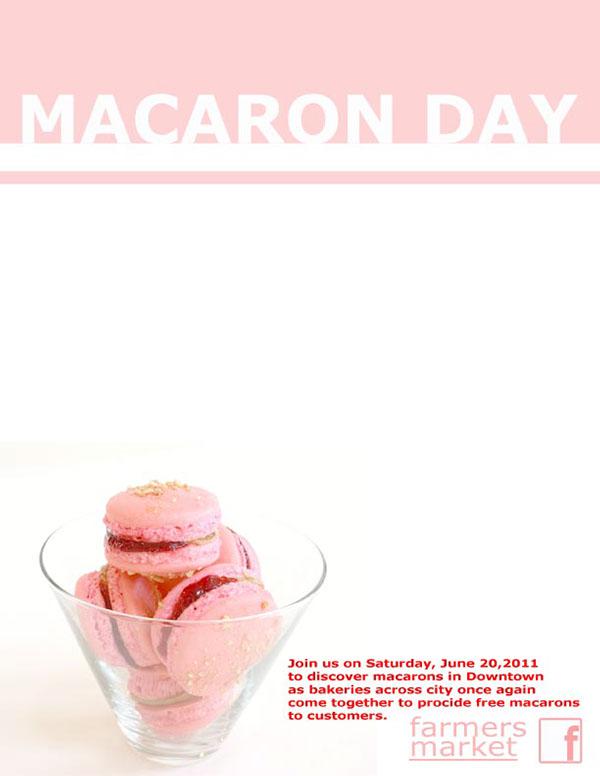 MACARON DAY
Join us on Saturday, June 20,2011
to discover macarons in Downtown
as bakeries across city once again
come together to procide free macarons
to customers.
farmers
market
f